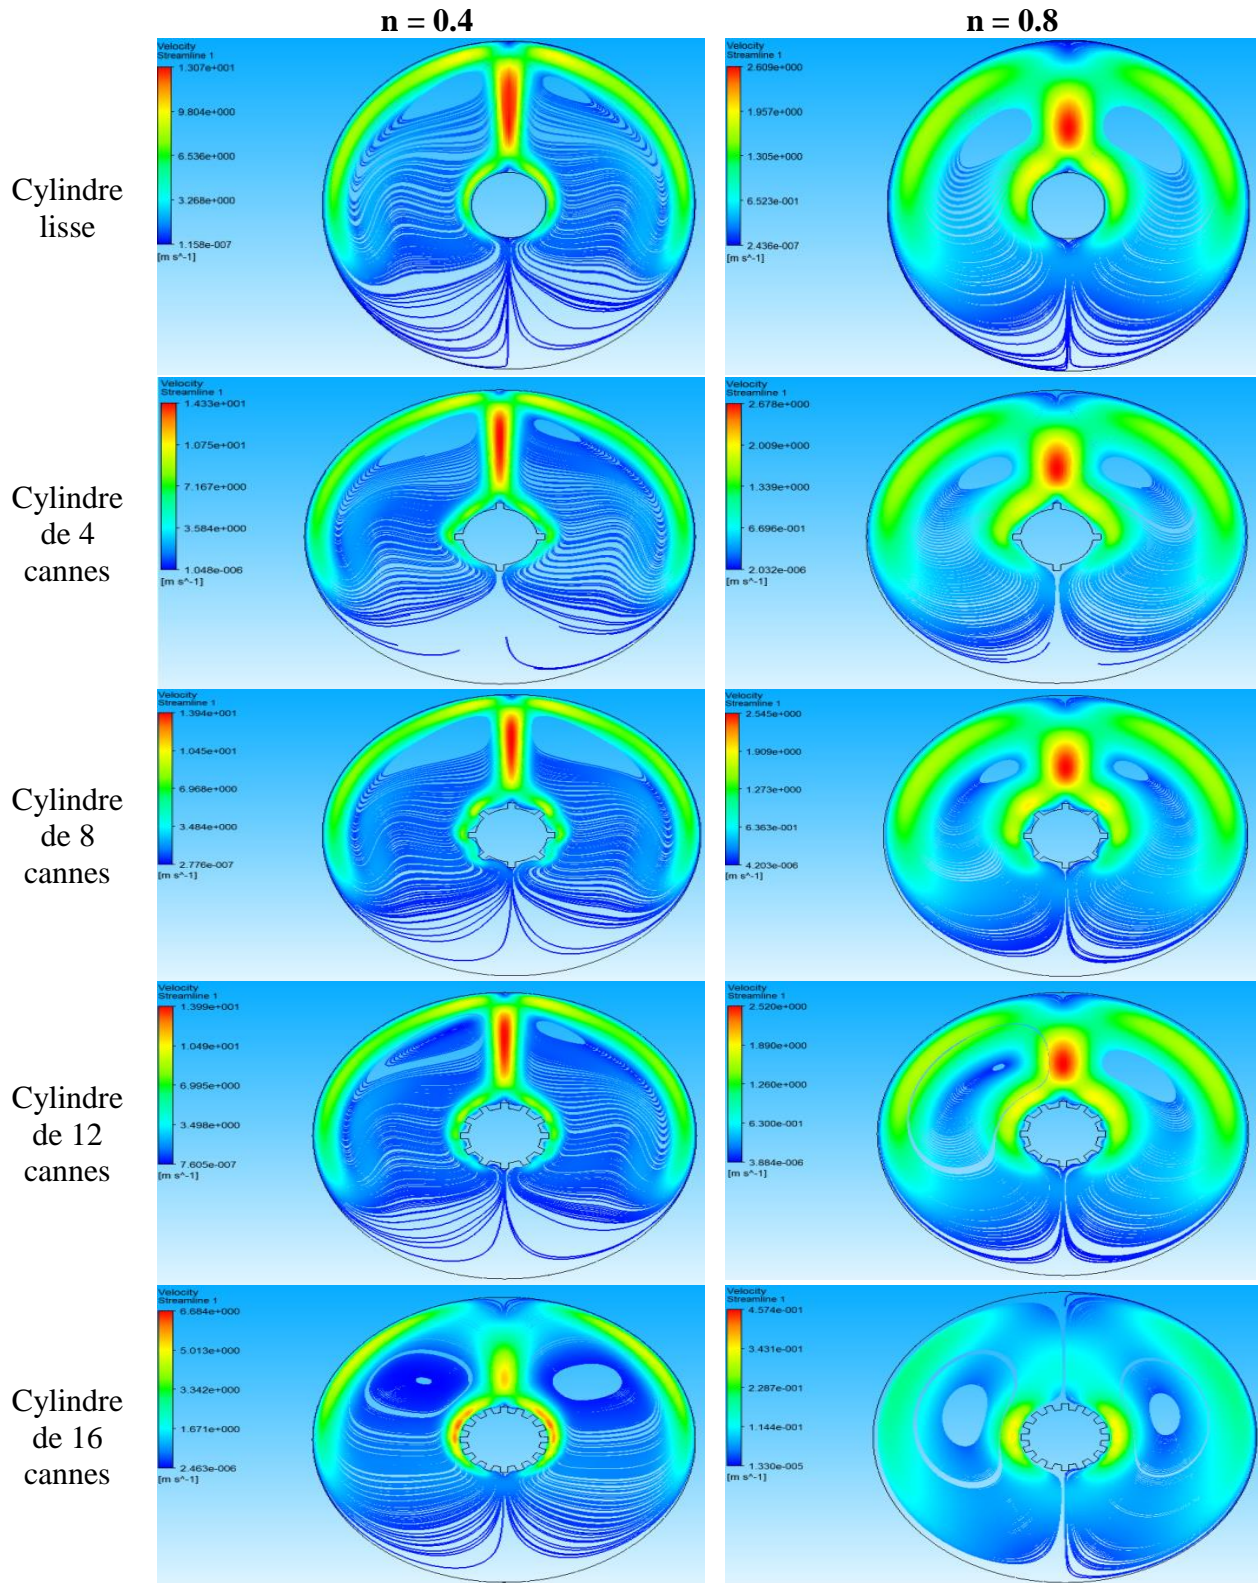 n = 0.4
n = 0.8
Cylindre
lisse
Velocity
Streamline 1
1.307e+001
9.804e+000
6.536e+000
3.268e+000
1.158e-007
[m s^-1]
Velocity
Streamline 1
2.609e+000
1.957e+000
1.305e+000
6.523e-001
2.436e-007
[m s^-1]
Cylindre
de 4
cannes
Velocity
Streamline 1
1.433e+001
1.075e+001
7.167e+000
3.584e+000
1.048e-006
[m s^-1]
Velocity
Streamline 1
2.678e+000
2.009e+000
1.339e+000
6.696e-001
2.032e-006
[m s^-1]
Cylindre
de 8
cannes
Velocity
Streamline 1
1.394e+001
1.045e+001
6.968e+000
3.484e+000
2.776e-007
[m s^-1]
Velocity
Streamline 1
2.545e+000
1.909e+000
1.273e+000
6.363e-001
4.203e-006
[m s^-1]
Cylindre
de 12
cannes
Velocity
Streamline 1
1.399e+001
1.049e+001
6.995e+000
3.498e+000
7.605e-007
[m s^-1]
Velocity
Streamline 1
2.520e+000
1.890e+000
1.260e+000
6.300e-001
3.884e-006
[m s^-1]
Cylindre
de 16
cannes
Velocity
Streamline 1
6.684e+000
5.013e+000
3.342e+000
1.671e+000
2.463e-006
[m s^-1]
Velocity
Streamline 1
4.574e-001
3.431e-001
2.287e-001
1.144e-001
1.330e-005
[m s^-1]